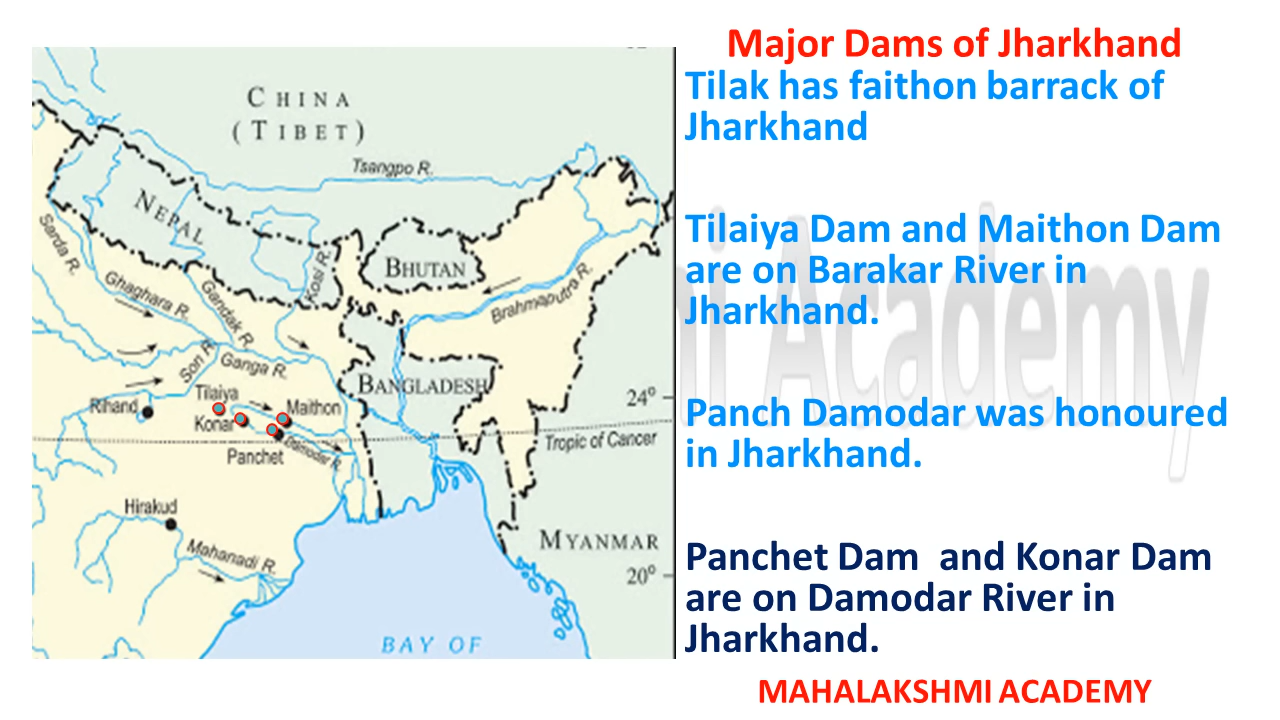 CHINA
(TIBET)
Tsangpo R.
NEPAL
BHUTAN
Sarda R.
Ghaghara R.
Gandak R.
Kosi R.
Brahmaputra R.
Son R.
Ganga R.
BANGLADESH
Tilaiya
Rihand
Maithon
Konar
24°
Damodar R.
Panchet
Tropic of Cancer
Hirakud
Mahanadi R.
MYANMAR
20°
BAY OF
Major Dams of Jharkhand
Tilak has faithon barrack of
Jharkhand
Tilaiya Dam and Maithon Dam
are on Barakar River in
Jharkhand.
Panch Damodar was honoured
in Jharkhand.
Panchet Dam and Konar Dam
are on Damodar River in
Jharkhand.
MAHALAKSHMI ACADEMY
mi Academy